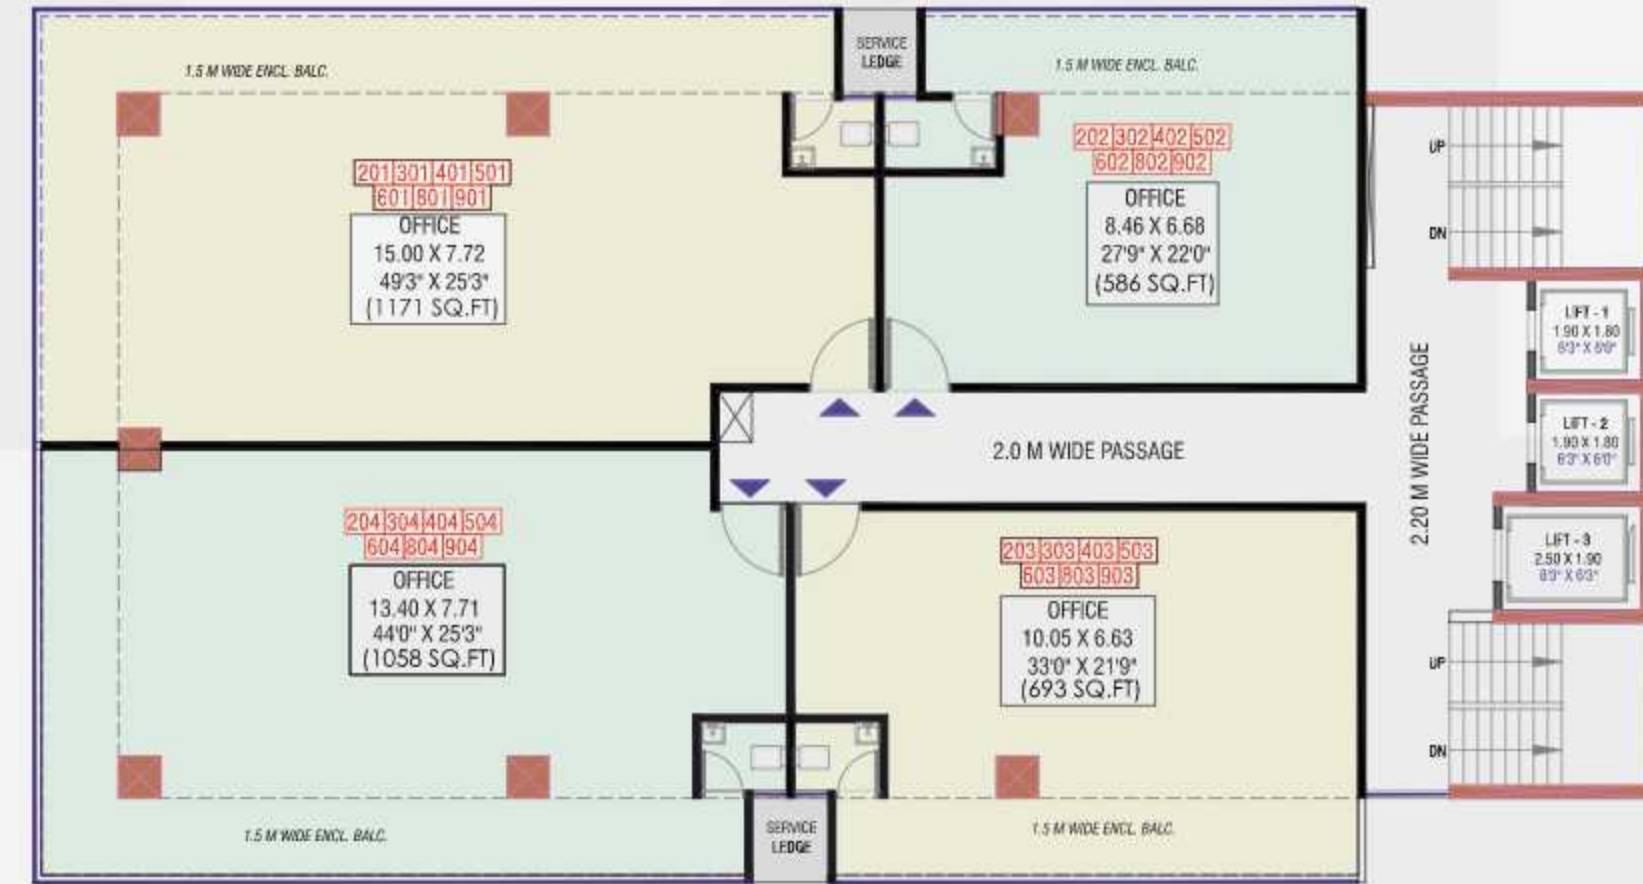 SERVICE
LEDGE
1.5 M WIDE ENCL. BALC.
1.5 M WIDE ENCL. BALC.
201 301 401 501
601 801 901
OFFICE
15.00 X 7.72
49'3" X 25'3"
(1171 SQ.FT)
202 302 402 502
602 802 902
OFFICE
8.46 X 6.68
27'9" X 22'0"
(586 SQ.FT)
UP
DN
LIFT - 1
1.90 X 1.80
LIFT - 2
1.90 X 1.80
6'3" X 6'0"
LIFT - 3
2.50 X 1.90
2.20 M WIDE PASSAGE
2.0 M WIDE PASSAGE
204 304 404 504
604 804 904
OFFICE
13.40 X 7.71
44'0" X 25'3"
(1058 SQ.FT)
203 303 403 503
603 803 903
OFFICE
10.05 X 6.63
33'0" X 21'9"
(693 SQ.FT)
UP
DN
1.5 M WIDE ENCL. BALC.
SERVICE
LEDGE
1.5 M WIDE ENCL. BALC.